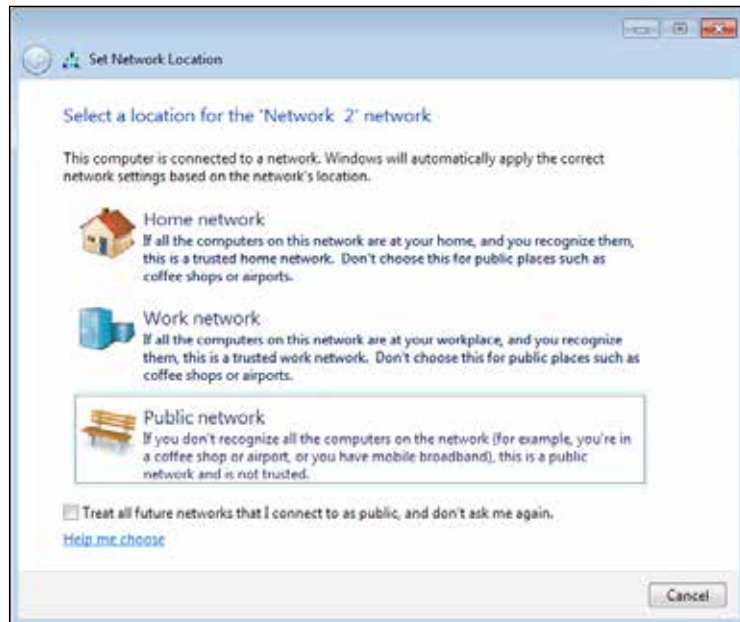 Set Network Location
Select a location for the 'Network 2' network
This computer is connected to a network. Windows will automatically apply the correct
network settings based on the network's location.
Home network
If all the computers on this network are at your home, and you recognize them,
this is a trusted home network. Don't choose this for public places such as
coffee shops or airports.
Work network
If all the computers on this network are at your workplace, and you recognize
them, this is a trusted work network. Don't choose this for public places such as
coffee shops or airports.
Public network
If you don't recognize all the computers on the network (for example, you're in
a coffee shop or airport, or you have mobile broadband), this is a public
network and is not trusted.
Treat all future networks that I connect to as public, and don't ask me again.
Help me choose
Cancel